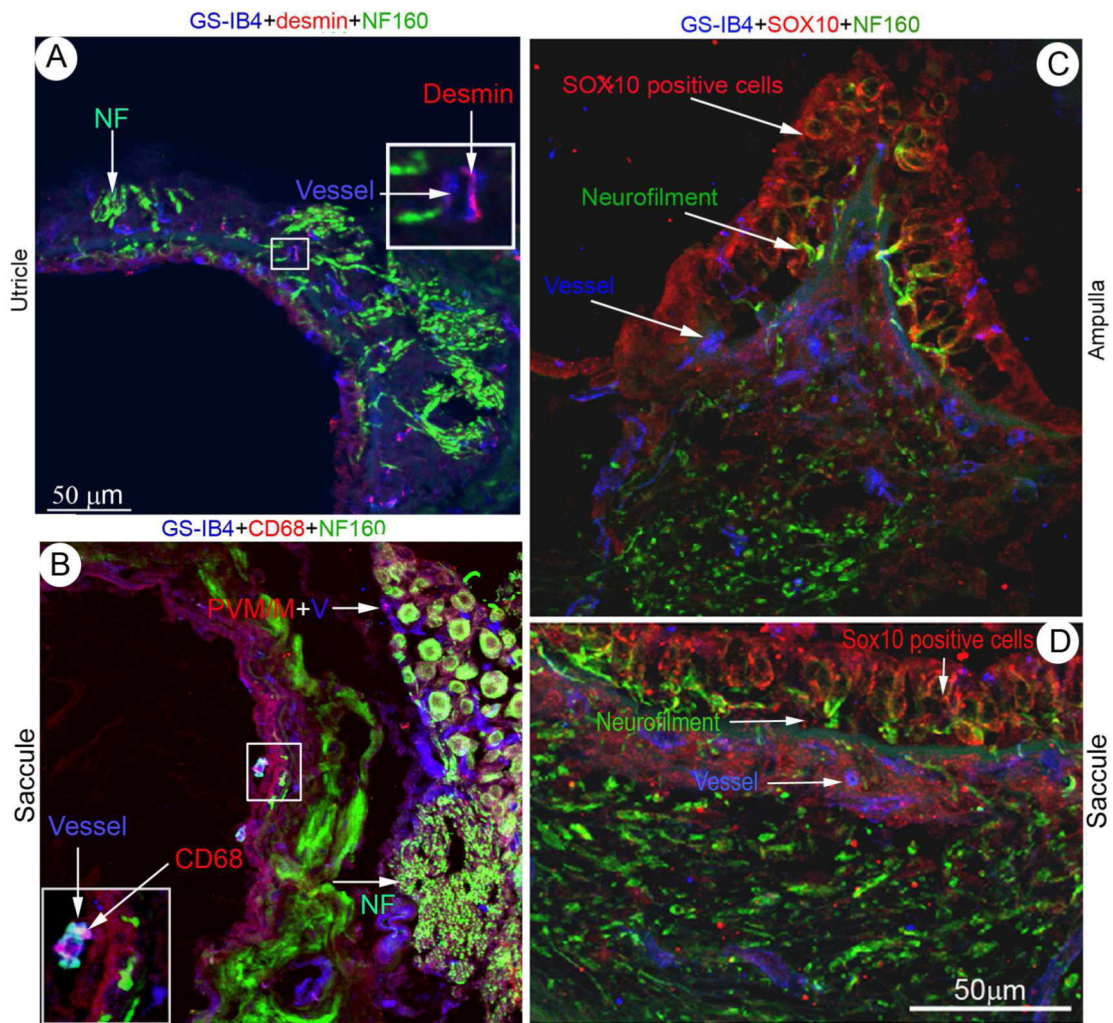 GS-IB4+desmin+NF160
A
NF
Desmin
Vessel
Utricle
50 μm
GS-IB4+CD68+NF160
B
PVM/M+V
Saccule
Vessel
CD68
NF
GS-IB4+SOX10+NF160
C
SOX10 positive cells
Neurofilment
Vessel
Ampulla
D
Sox10 positive cells
Neurofilment
Vessel
Saccule
50μm